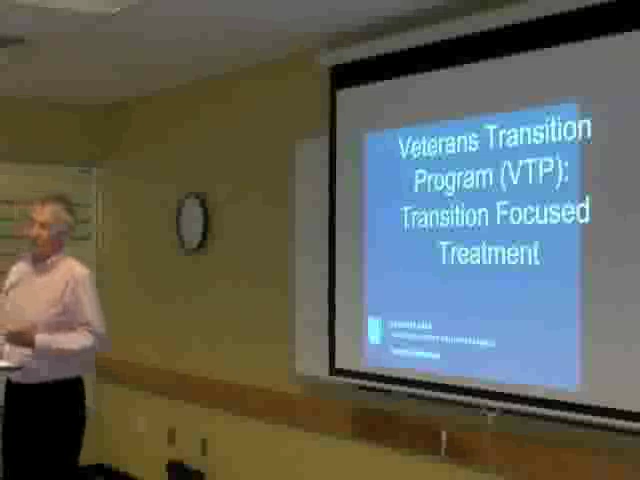 Veterans Transition
Program (VTP):
Transition Focused
Treatment